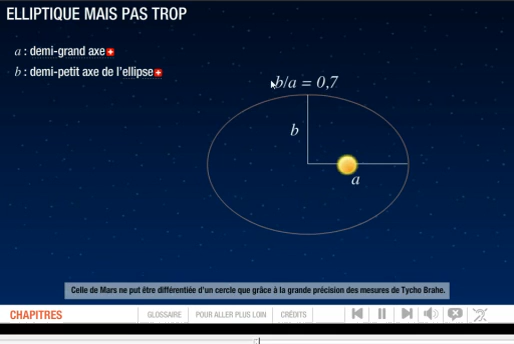 ELLIPTIQUE MAIS PAS TROP
a : demi-grand axe
b : demi-petit axe de l'ellipse
b/a = 0,7
b
a
Celle de Mars ne put être différentiée d'un cercle que grâce à la grande précision des mesures de Tycho Brahe.
CHAPITRES GLOSSAIRE POUR ALLER PLUS LOIN CRÉDITS